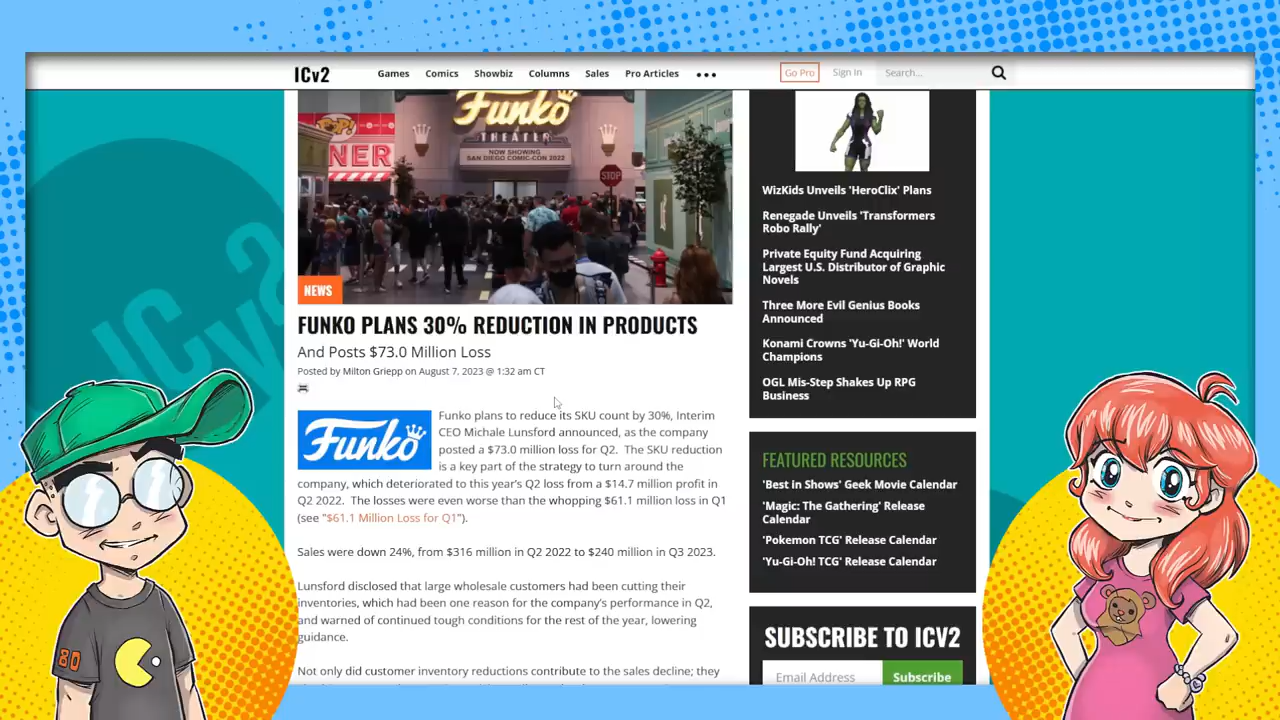 ICv2
Games Comics Showbiz Columns Sales Pro Articles •••
Go Pro Sign In Search...
POP!
NER
Funko
THEATER
NOW SHOWING
SAN DIEGO COMIC-CON 2022
STOP
NEWS
FUNKO PLANS 30% REDUCTION IN PRODUCTS
And Posts $73.0 Million Loss
Posted by Milton Griepp on August 7, 2023 @ 1:32 am CT
Funko
Funko plans to reduce its SKU count by 30%, Interim
CEO Michale Lunsford announced, as the company
posted a $73.0 million loss for Q2. The SKU reduction
is a key part of the strategy to turn around the
company, which deteriorated to this year's Q2 loss from a $14.7 million profit in
Q2 2022. The losses were even worse than the whopping $61.1 million loss in Q1
(see "$61.1 Million Loss for Q1").
Sales were down 24%, from $316 million in Q2 2022 to $240 million in Q3 2023.
Lunsford disclosed that large wholesale customers had been cutting their
inventories, which had been one reason for the company's performance in Q2,
and warned of continued tough conditions for the rest of the year, lowering
guidance.
Not only did customer inventory reductions contribute to the sales decline; they
WizKids Unveils 'HeroClix' Plans
Renegade Unveils 'Transformers
Robo Rally'
Private Equity Fund Acquiring
Largest U.S. Distributor of Graphic
Novels
Three More Evil Genius Books
Announced
Konami Crowns 'Yu-Gi-Oh!' World
Champions
OGL Mis-Step Shakes Up RPG
Business
FEATURED RESOURCES
'Best in Shows' Geek Movie Calendar
'Magic: The Gathering' Release
Calendar
'Pokemon TCG' Release Calendar
'Yu-Gi-Oh! TCG' Release Calendar
SUBSCRIBE TO ICV2
Email Address Subscribe
ICv2
80